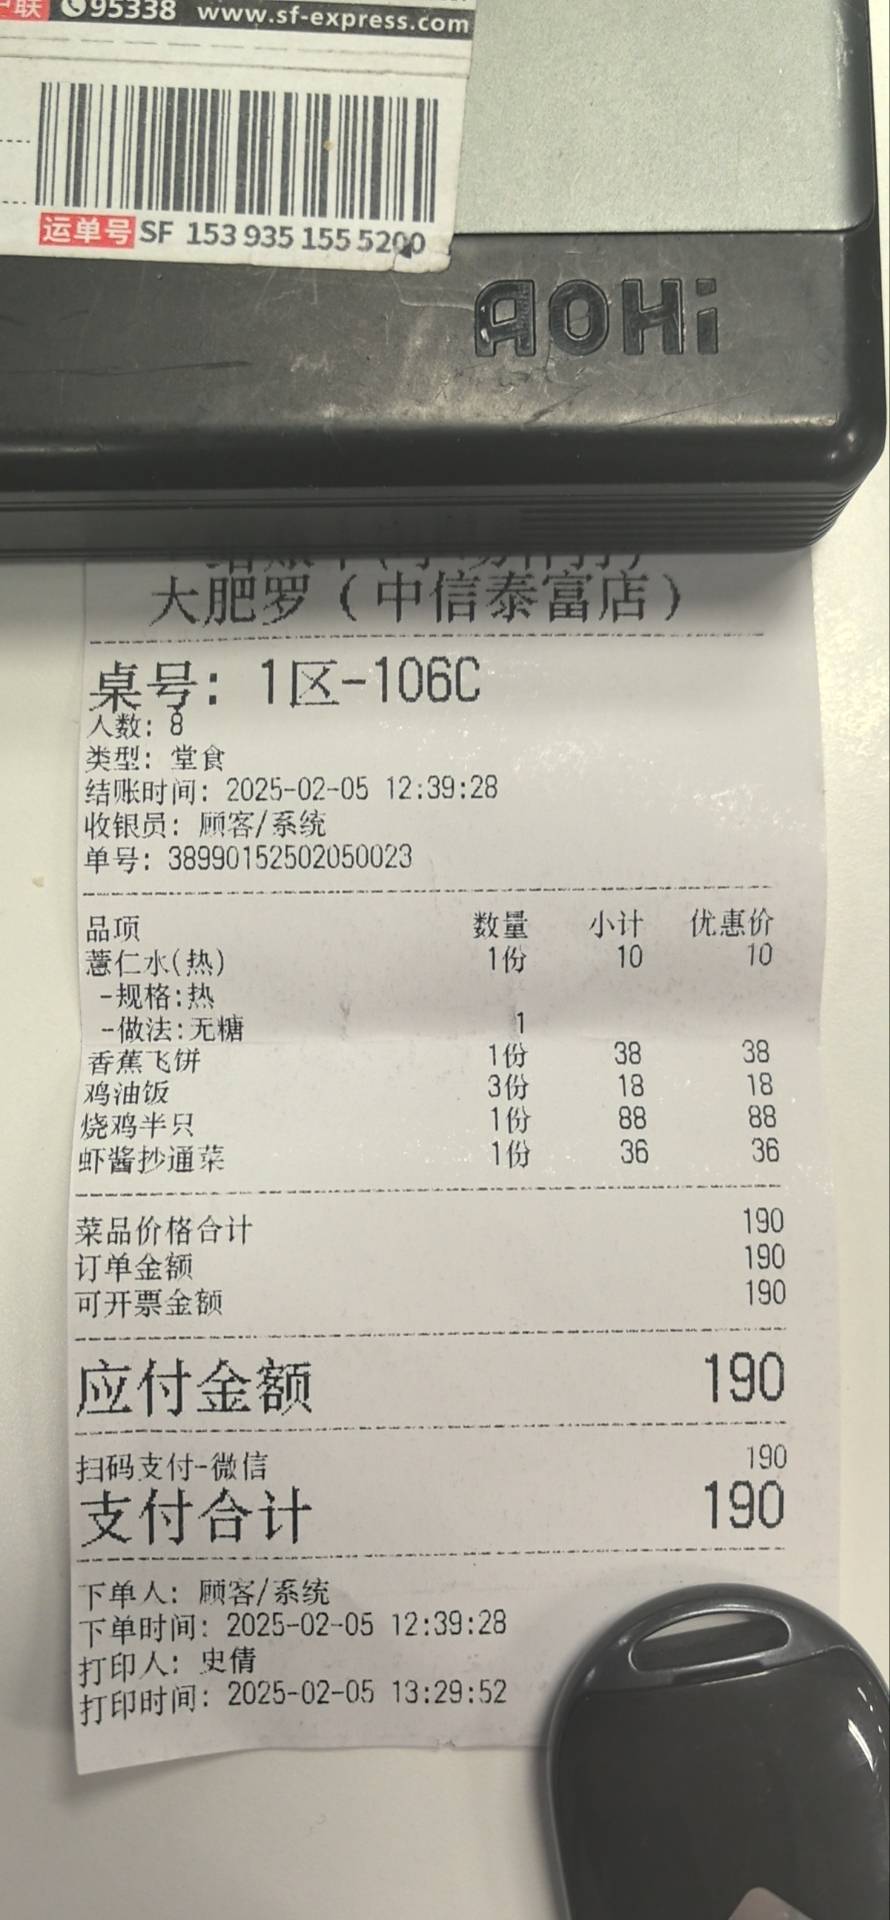 95338 www.sf-express.com
运单号 SF 153 935 155 5200
AOHi
大肥罗（中信泰富店）
桌号: 1区-106C
人数: 8
类型: 堂食
结账时间: 2025-02-05 12:39:28
收银员: 顾客/系统
单号: 38990152502050023
品项 数量 小计 优惠价
薏仁水(热) 1份 10 10
-规格:热
-做法:无糖 1
香蕉飞饼 1份 38 38
鸡油饭 3份 18 18
烧鸡半只 1份 88 88
虾酱抄通菜 1份 36 36
菜品价格合计 190
订单金额 190
可开票金额 190
应付金额 190
扫码支付-微信 190
支付合计 190
下单人: 顾客/系统
下单时间: 2025-02-05 12:39:28
打印人: 史倩
打印时间: 2025-02-05 13:29:52